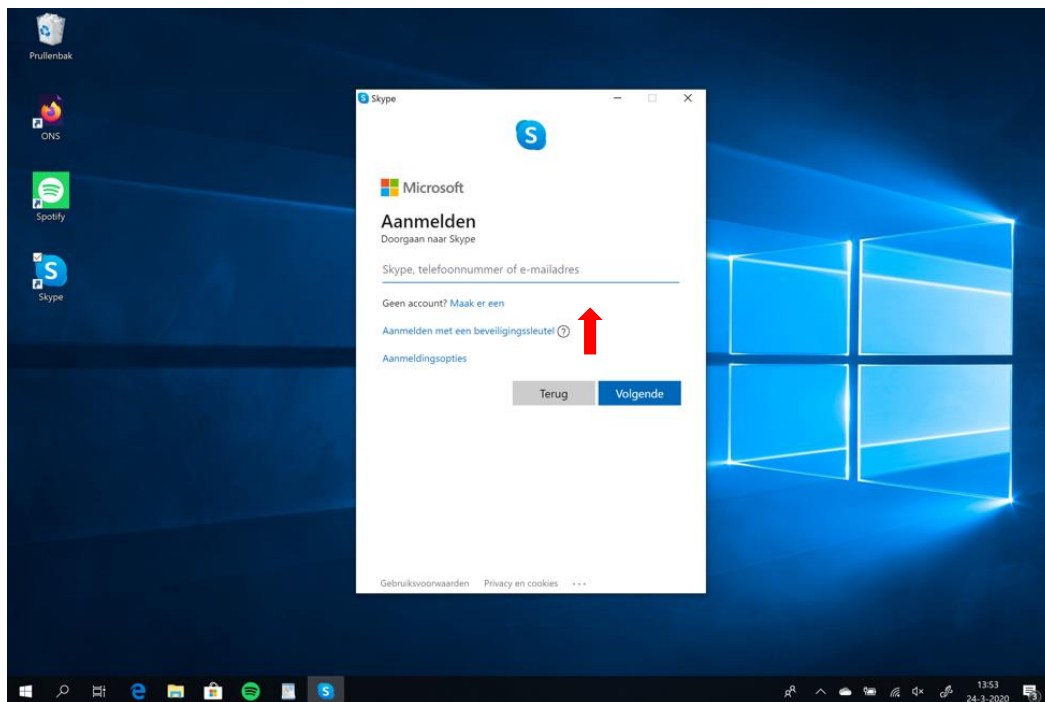 Prullenbak
ONS
Spotify
Skype
Skype
Microsoft
Aanmelden
Doorgaan naar Skype
Skype, telefoonnummer of e-mailadres
Geen account? Maak er een
Aanmelden met een beveiligingssleutel ?
Aanmeldingsopties
Terug Volgende
Gebruiksvoorwaarden Privacy en cookies ...
13:53
24-3-2020
3